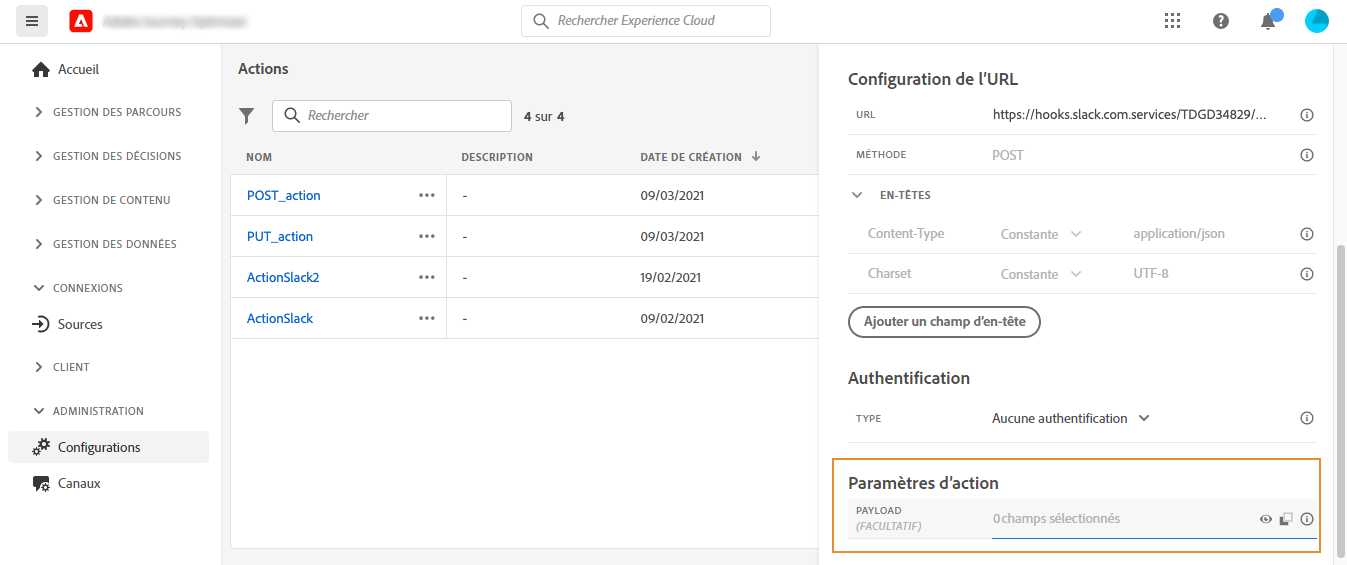 Rechercher Experience Cloud
Accueil
GESTION DES PARCOURS
GESTION DES DÉCISIONS
GESTION DE CONTENU
GESTION DES DONNÉES
CONNEXIONS
Sources
CLIENT
ADMINISTRATION
Configurations
Canaux
Actions
Rechercher
4 sur 4
NOM DESCRIPTION DATE DE CRÉATION
POST_action - 09/03/2021
PUT_action - 09/03/2021
ActionSlack2 - 19/02/2021
ActionSlack - 09/02/2021
Configuration de l’URL
URL https://hooks.slack.com.services/TDGD34829/...
MÉTHODE POST
EN-TÊTES
Content-Type Constante application/json
Charset Constante UTF-8
Ajouter un champ d’en-tête
Authentification
TYPE Aucune authentification
Paramètres d’action
PAYLOAD
(FACULTATIF)
0 champs sélectionnés